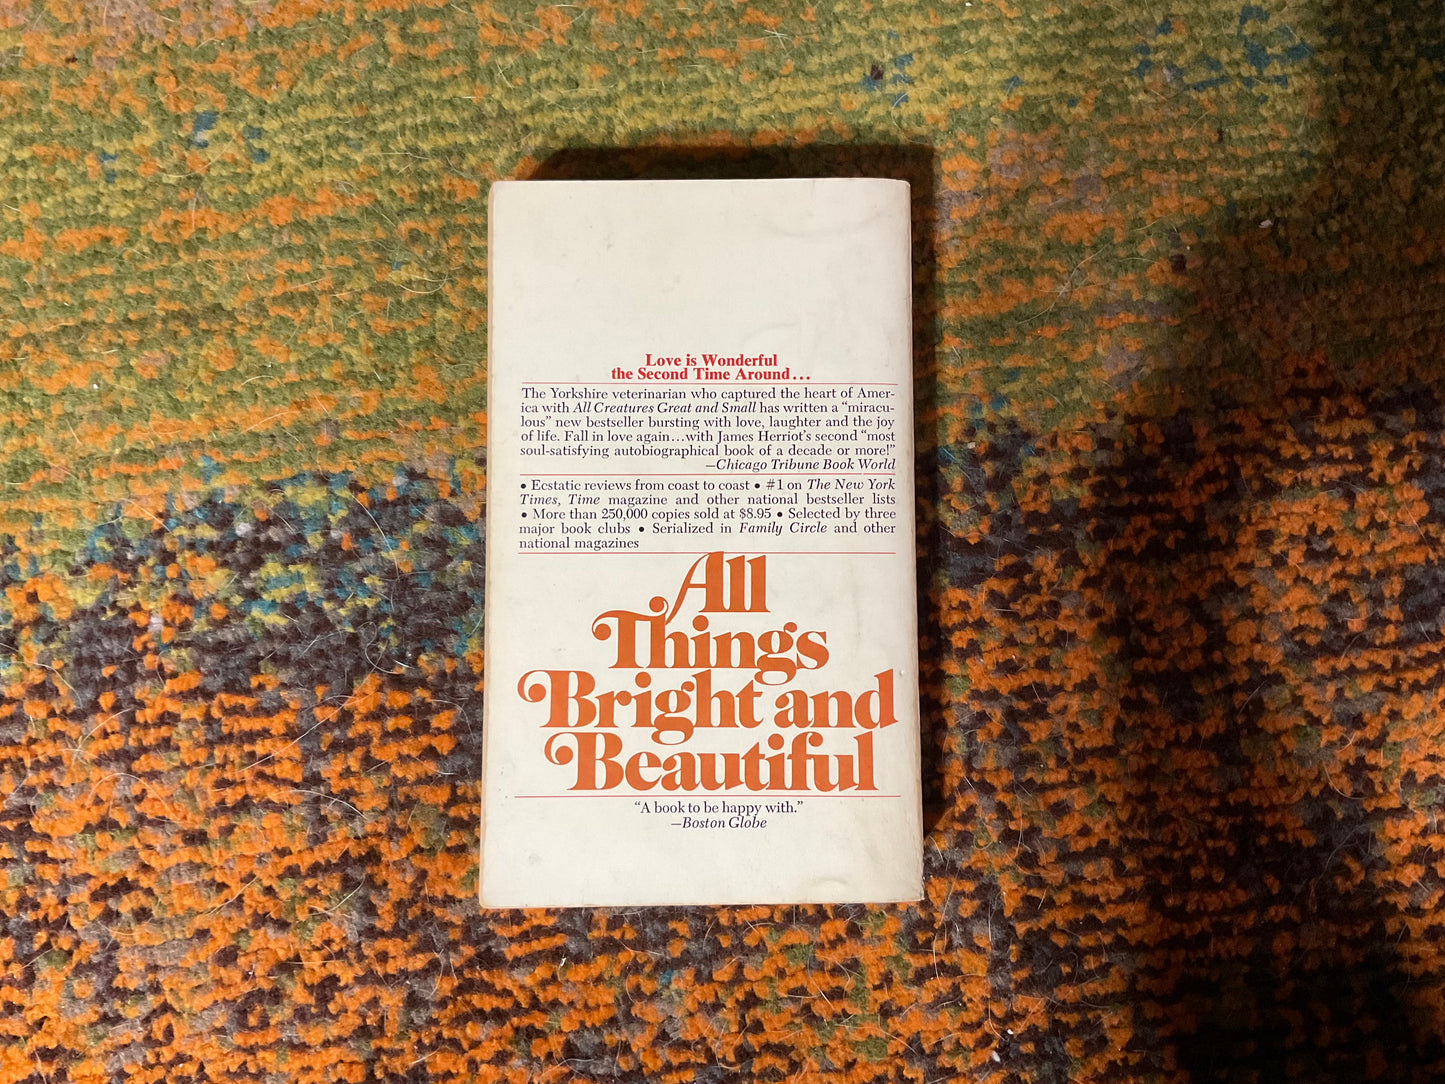 Love is Wonderful
the Second Time Around...
The Yorkshire veterinarian who captured the heart of Amer-
ica with All Creatures Great and Small has written a “miracu-
lous” new bestseller bursting with love, laughter and the joy
of life. Fall in love again...with James Herriot’s second “most
soul-satisfying autobiographical book of a decade or more!”
—Chicago Tribune Book World
• Ecstatic reviews from coast to coast • #1 on The New York
Times, Time magazine and other national bestseller lists
• More than 250,000 copies sold at $8.95 • Selected by three
major book clubs • Serialized in Family Circle and other
national magazines
All
Things
Bright and
Beautiful
“A book to be happy with.”
—Boston Globe